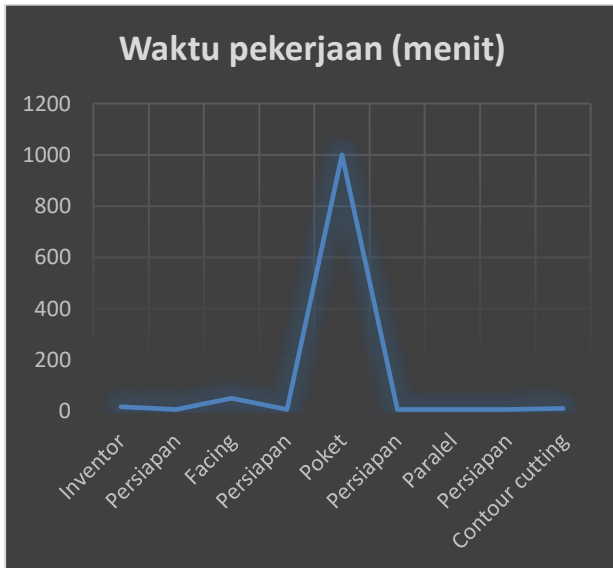 Waktu pekerjaan (menit)
1200
1000
800
600
400
200
0
Inventor
Persiapan
Facing
Persiapan
Poket
Persiapan
Paralel
Persiapan
Contour cutting